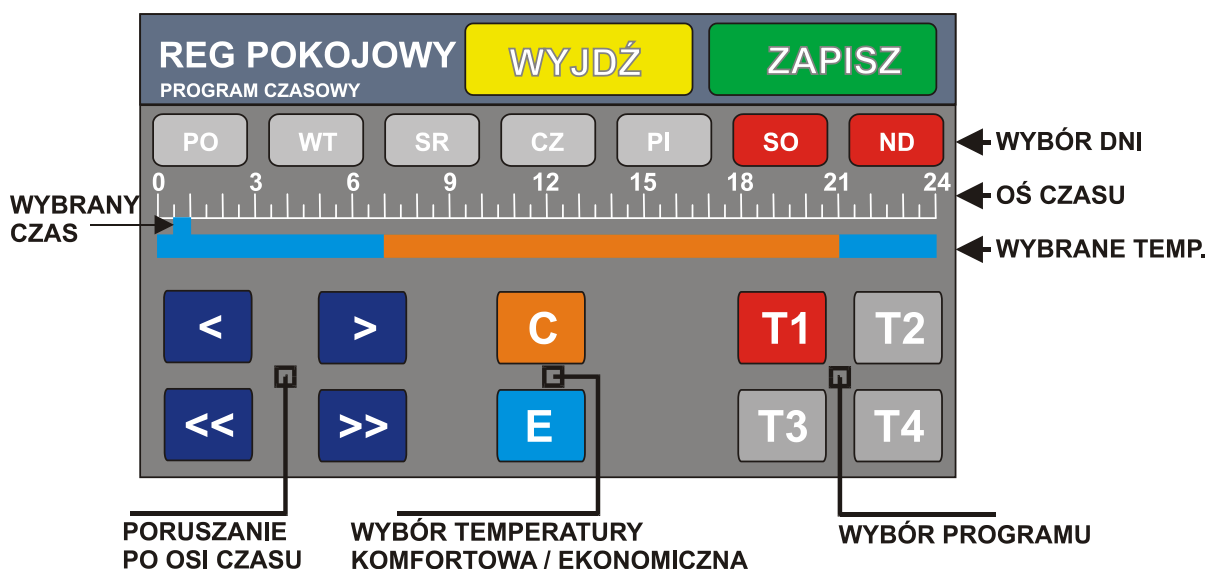 REG POKOJOWY WYJDŹ ZAPISZ
PROGRAM CZASOWY
PO WT SR CZ PI SO ND WYBÓR DNI
0 3 6 9 12 15 18 21 24
OŚ CZASU
WYBRANY
CZAS
WYBRANE TEMP.
< > C T1 T2
<< >> E T3 T4
PORUSZANIE
PO OSI CZASU
WYBÓR TEMPERATURY
KOMFORTOWA / EKONOMICZNA
WYBÓR PROGRAMU